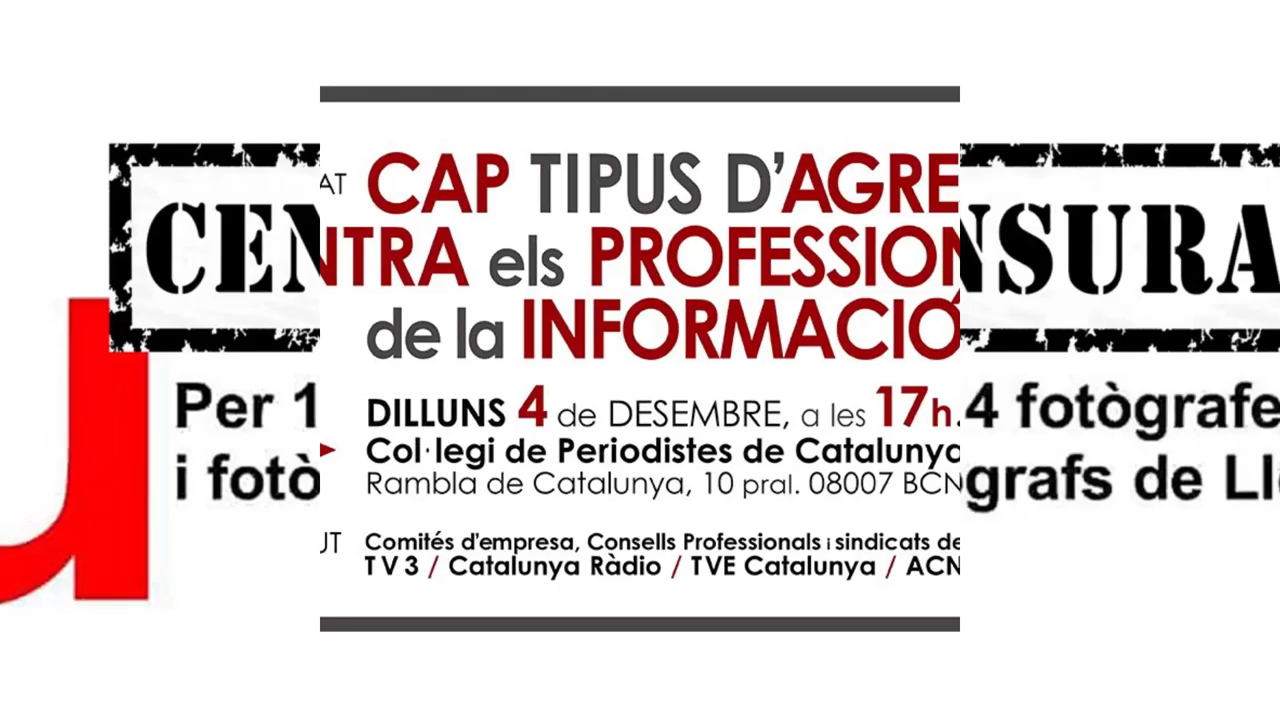 CEN
NSURA
Per 1
4 fotògrafe
i fotò
grafs de Ll
AT CAP TIPUS D'AGRE
NTRA els PROFESSION
de la INFORMACIÓ
DILLUNS 4 de DESEMBRE, a les 17h.
Col·legi de Periodistes de Catalunya
Rambla de Catalunya, 10 pral. 08007 BCN
UT Comités d'empresa, Consells Professionals i sindicats de
TV3 / Catalunya Ràdio / TVE Catalunya / ACN